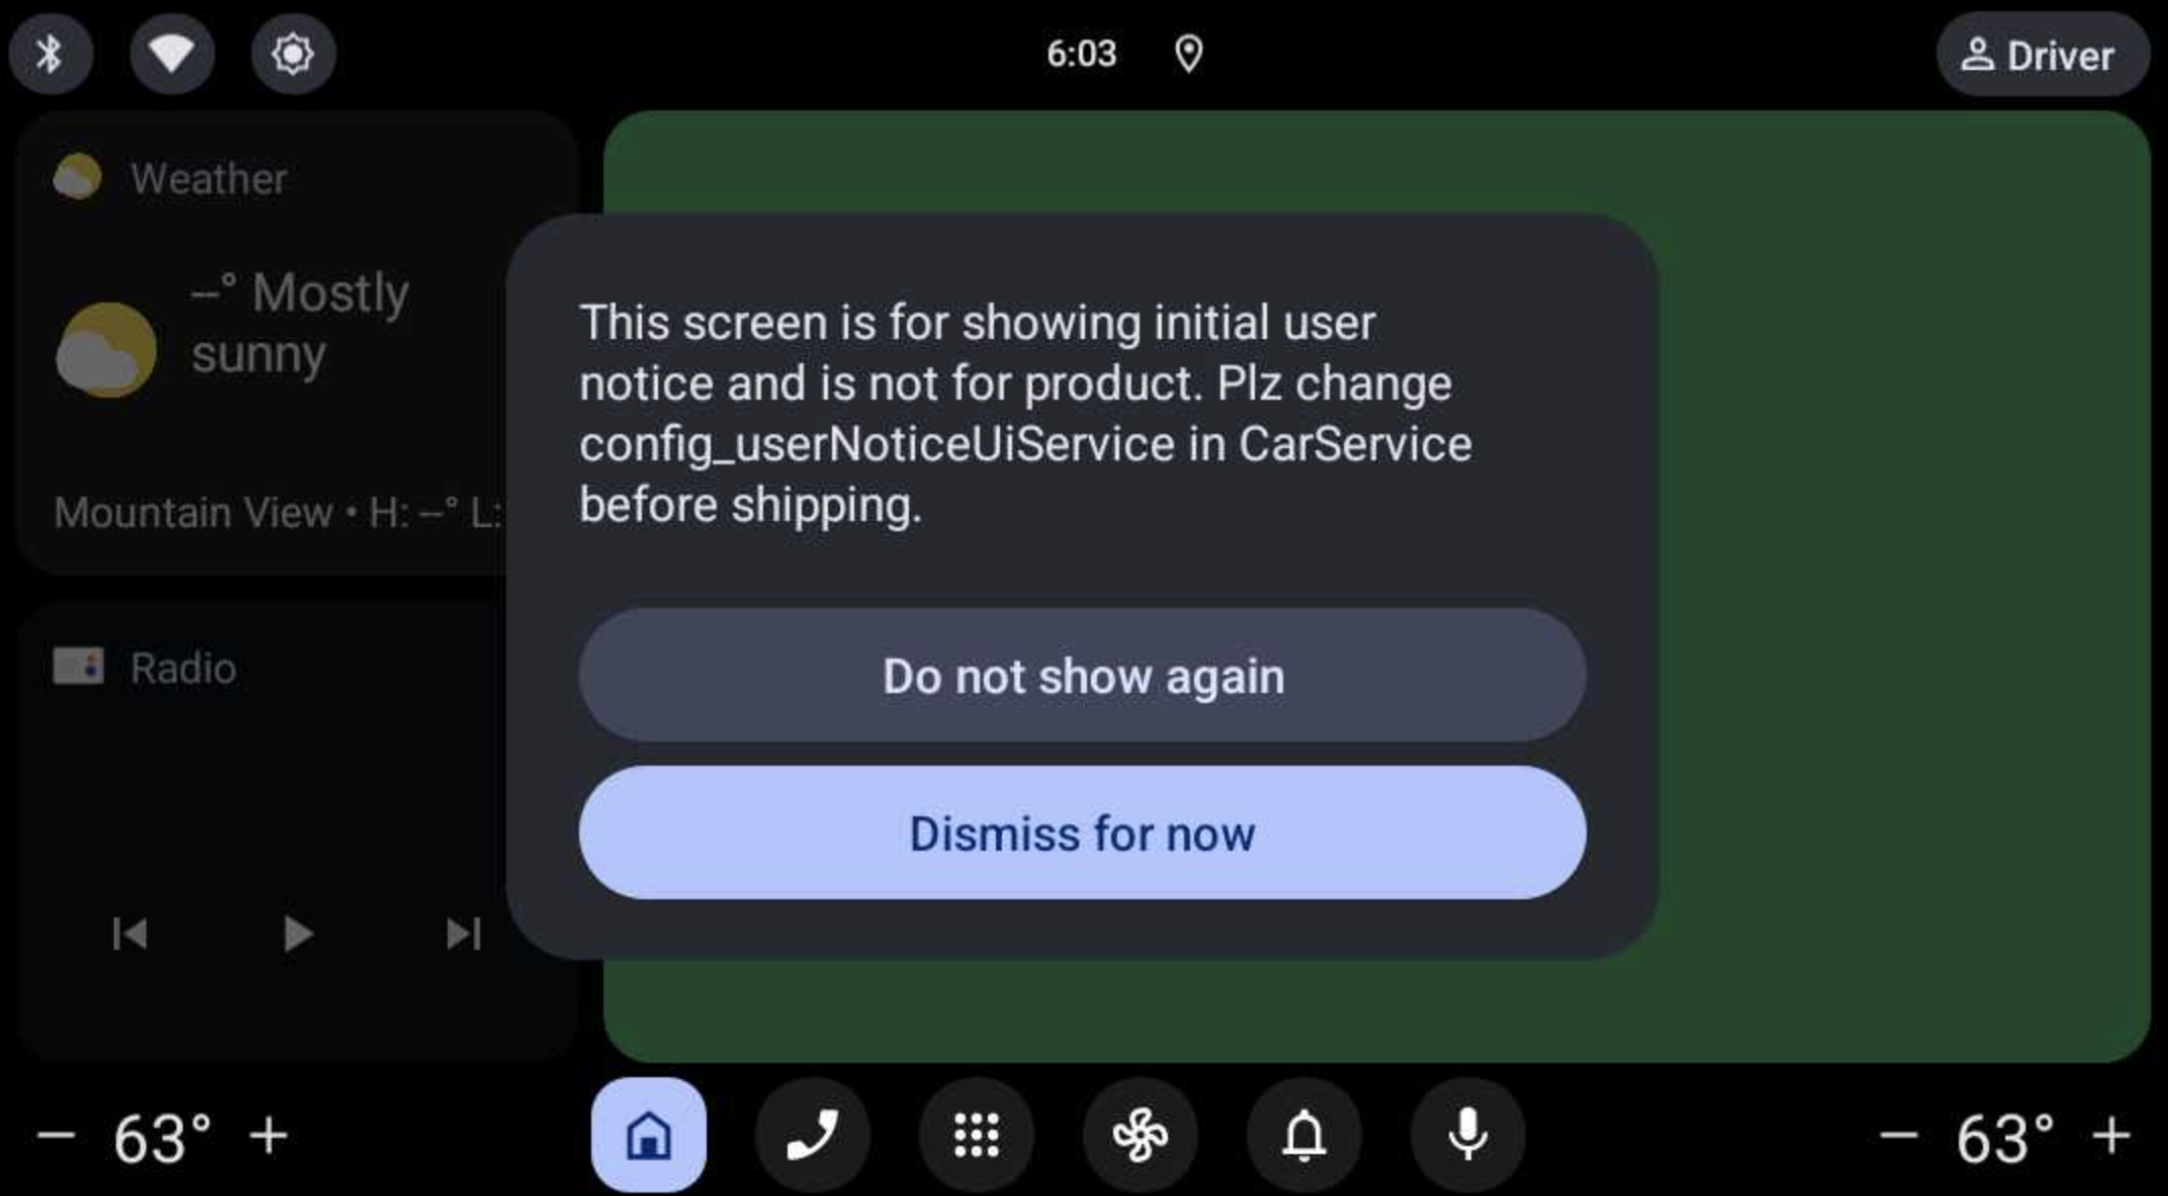 6:03
Driver
Weather
--° Mostly
sunny
Mountain View • H: --° L:
This screen is for showing initial user
notice and is not for product. Plz change
config_userNoticeUiService in CarService
before shipping.
Do not show again
Dismiss for now
Radio
− 63° +
− 63° +